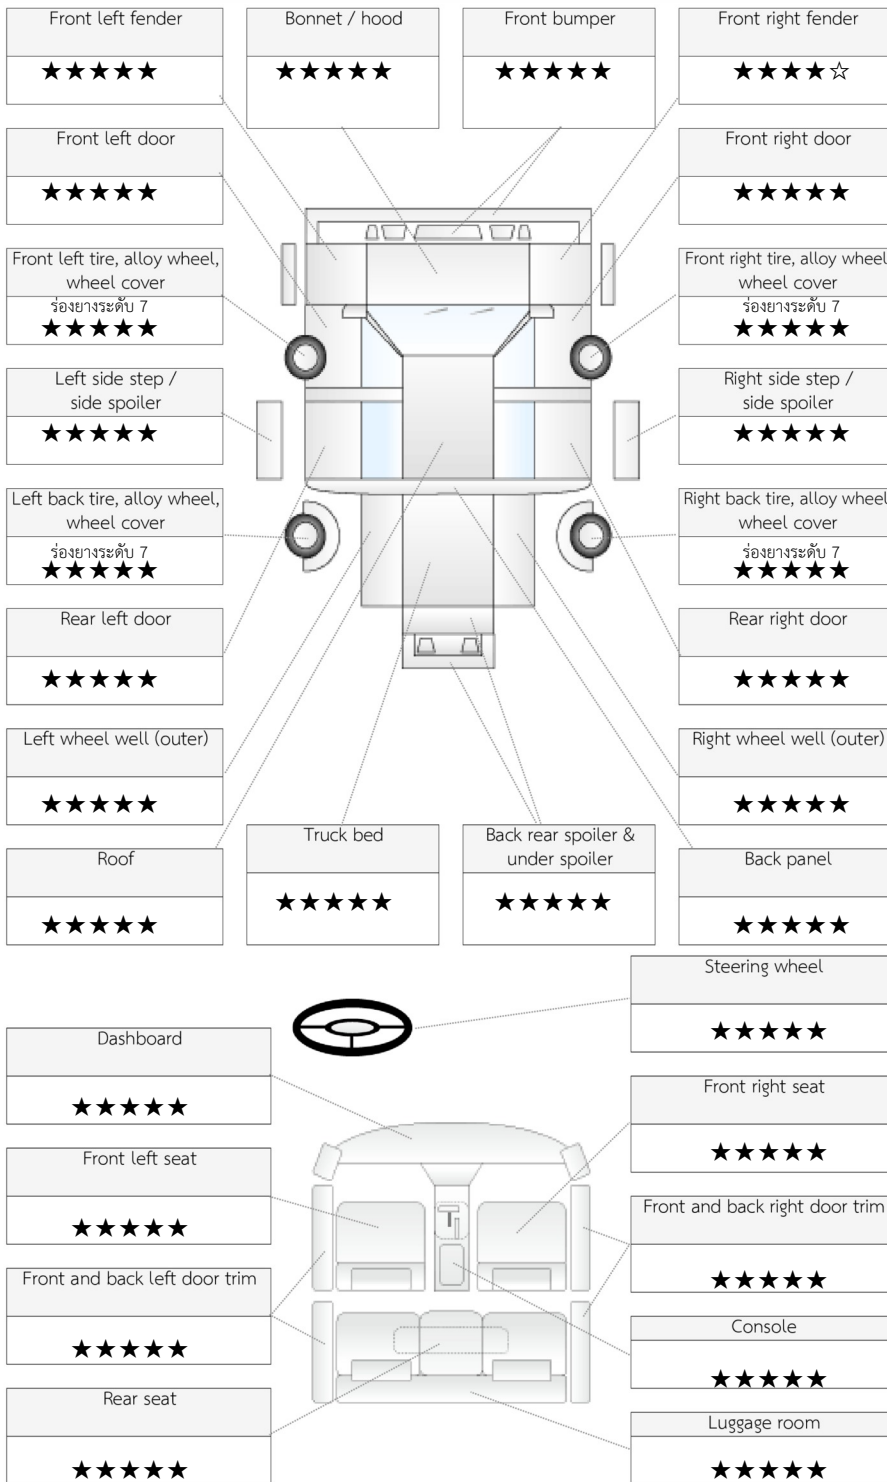 Front left fender
★★★★★
Bonnet / hood
★★★★★
Front bumper
★★★★★
Front right fender
★★★★☆
Front left door
★★★★★
Front right door
★★★★★
Front left tire, alloy wheel,
wheel cover
ร่องยางระดับ 7
★★★★★
Front right tire, alloy wheel
wheel cover
ร่องยางระดับ 7
★★★★★
Left side step /
side spoiler
★★★★★
Right side step /
side spoiler
★★★★★
Left back tire, alloy wheel,
wheel cover
ร่องยางระดับ 7
★★★★★
Right back tire, alloy wheel
wheel cover
ร่องยางระดับ 7
★★★★★
Rear left door
★★★★★
Rear right door
★★★★★
Left wheel well (outer)
★★★★★
Right wheel well (outer)
★★★★★
Roof
★★★★★
Truck bed
★★★★★
Back rear spoiler &
under spoiler
★★★★★
Back panel
★★★★★
Steering wheel
★★★★★
Dashboard
★★★★★
Front right seat
★★★★★
Front left seat
★★★★★
Front and back right door trim
★★★★★
Front and back left door trim
★★★★★
Console
★★★★★
Rear seat
★★★★★
Luggage room
★★★★★